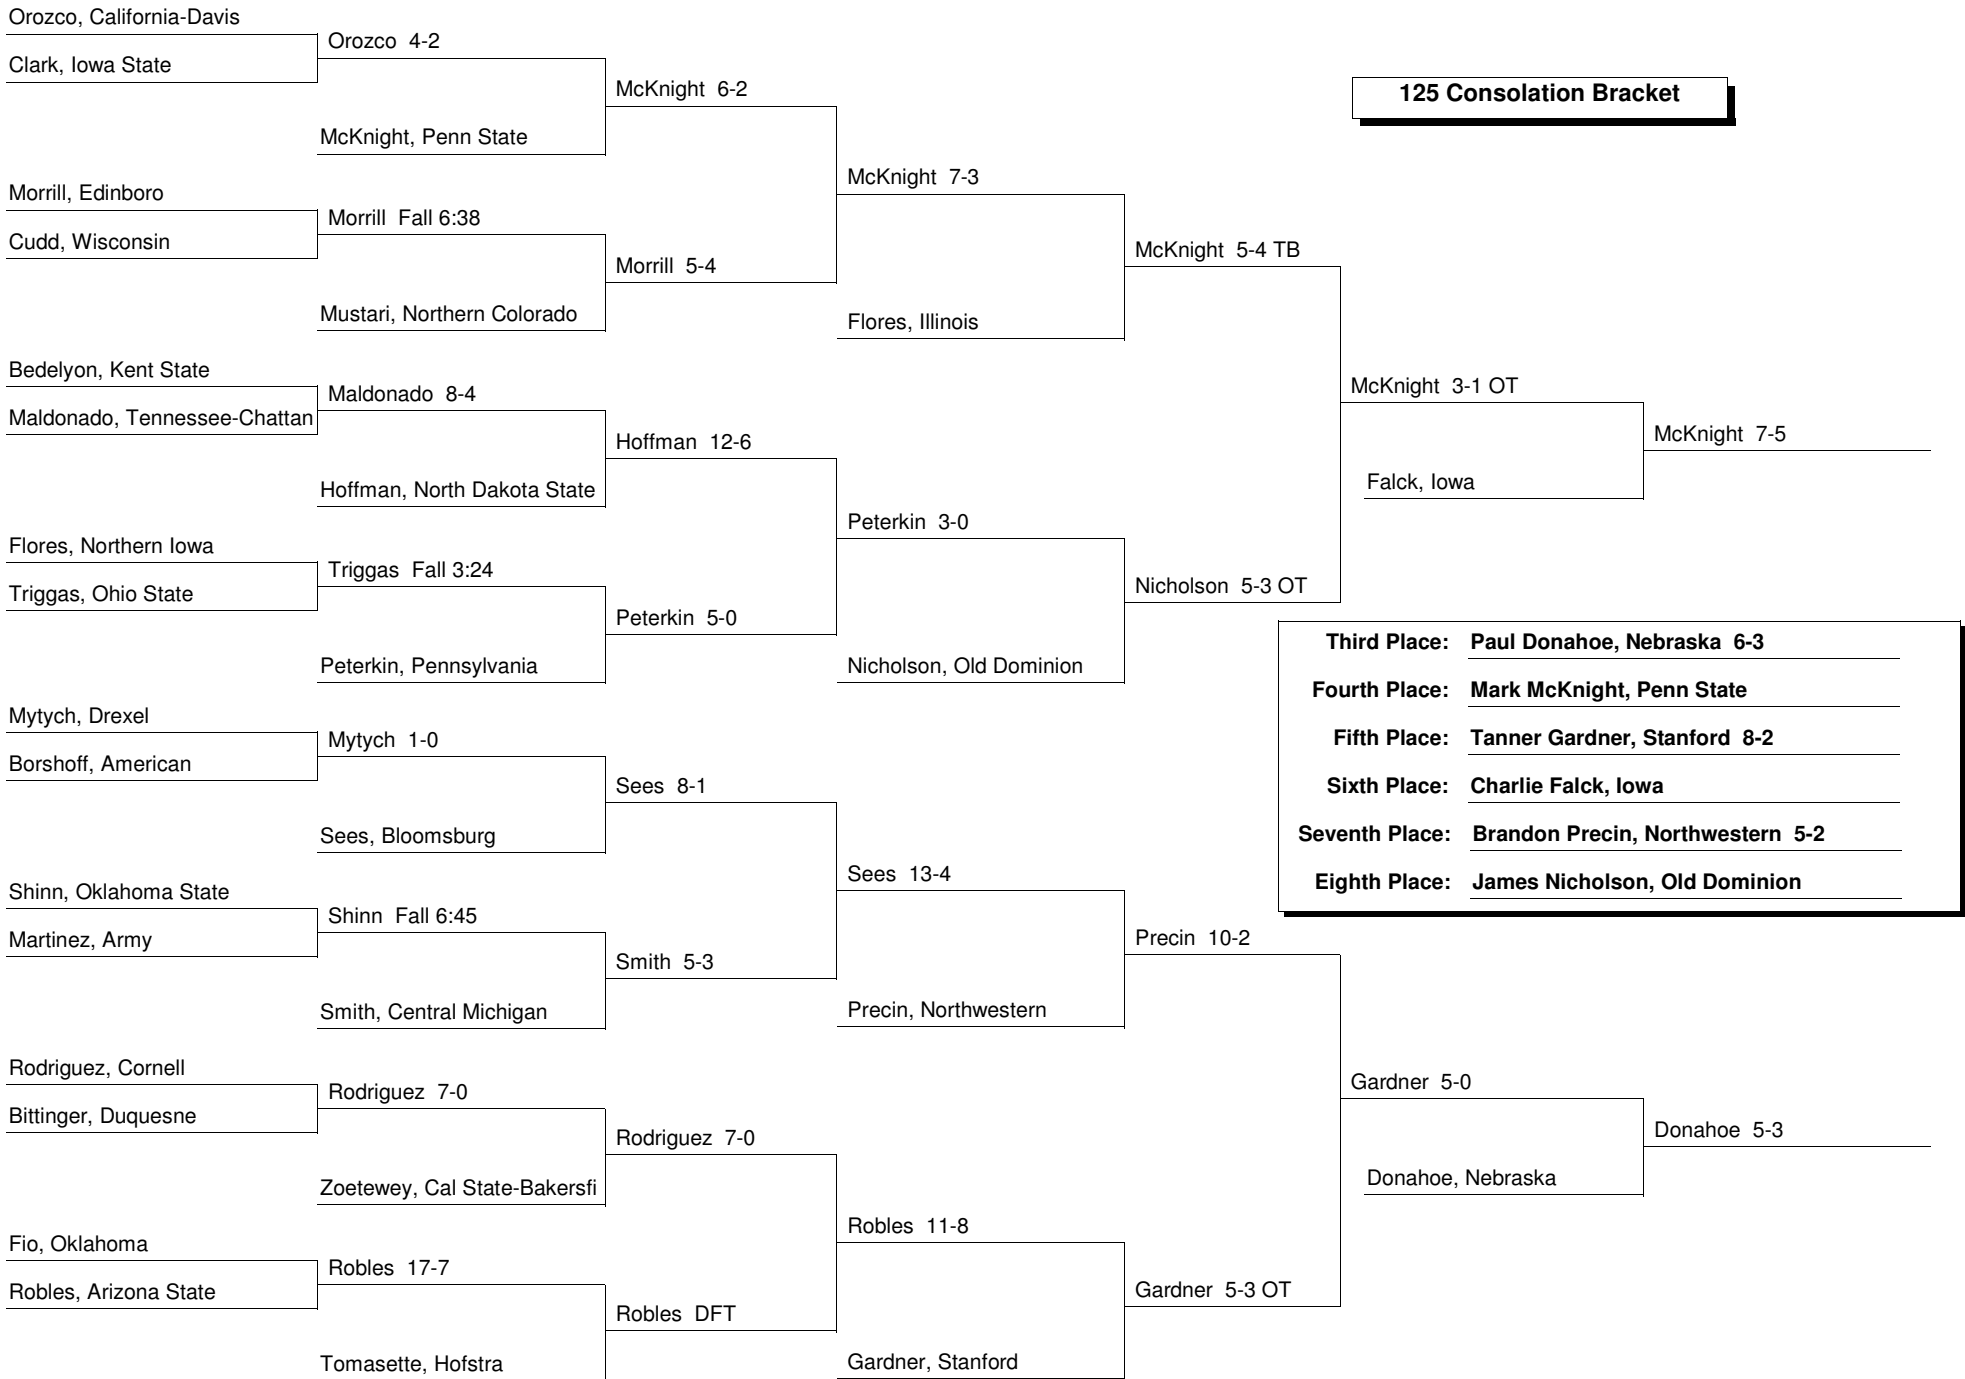 Orozco, California-Davis
Clark, Iowa State
Orozco 4-2
McKnight, Penn State
McKnight 6-2
Morrill, Edinboro
Cudd, Wisconsin
Morrill Fall 6:38
Mustari, Northern Colorado
Morrill 5-4
McKnight 7-3
Flores, Illinois
McKnight 5-4 TB
Bedelyon, Kent State
Maldonado, Tennessee-Chattan
Maldonado 8-4
Hoffman, North Dakota State
Hoffman 12-6
Flores, Northern Iowa
Triggas, Ohio State
Triggas Fall 3:24
Peterkin, Pennsylvania
Peterkin 5-0
Peterkin 3-0
Nicholson, Old Dominion
Nicholson 5-3 OT
McKnight 3-1 OT
Falck, Iowa
McKnight 7-5
Mytych, Drexel
Borshoff, American
Mytych 1-0
Sees, Bloomsburg
Sees 8-1
Shinn, Oklahoma State
Martinez, Army
Shinn Fall 6:45
Smith, Central Michigan
Smith 5-3
Sees 13-4
Precin, Northwestern
Precin 10-2
Rodriguez, Cornell
Bittinger, Duquesne
Rodriguez 7-0
Zoetewey, Cal State-Bakersfi
Rodriguez 7-0
Fio, Oklahoma
Robles, Arizona State
Robles 17-7
Tomasette, Hofstra
Robles DFT
Robles 11-8
Gardner, Stanford
Gardner 5-3 OT
Gardner 5-0
Donahoe, Nebraska
Donahoe 5-3
125 Consolation Bracket
Third Place: Paul Donahoe, Nebraska 6-3
Fourth Place: Mark McKnight, Penn State
Fifth Place: Tanner Gardner, Stanford 8-2
Sixth Place: Charlie Falck, Iowa
Seventh Place: Brandon Precin, Northwestern 5-2
Eighth Place: James Nicholson, Old Dominion